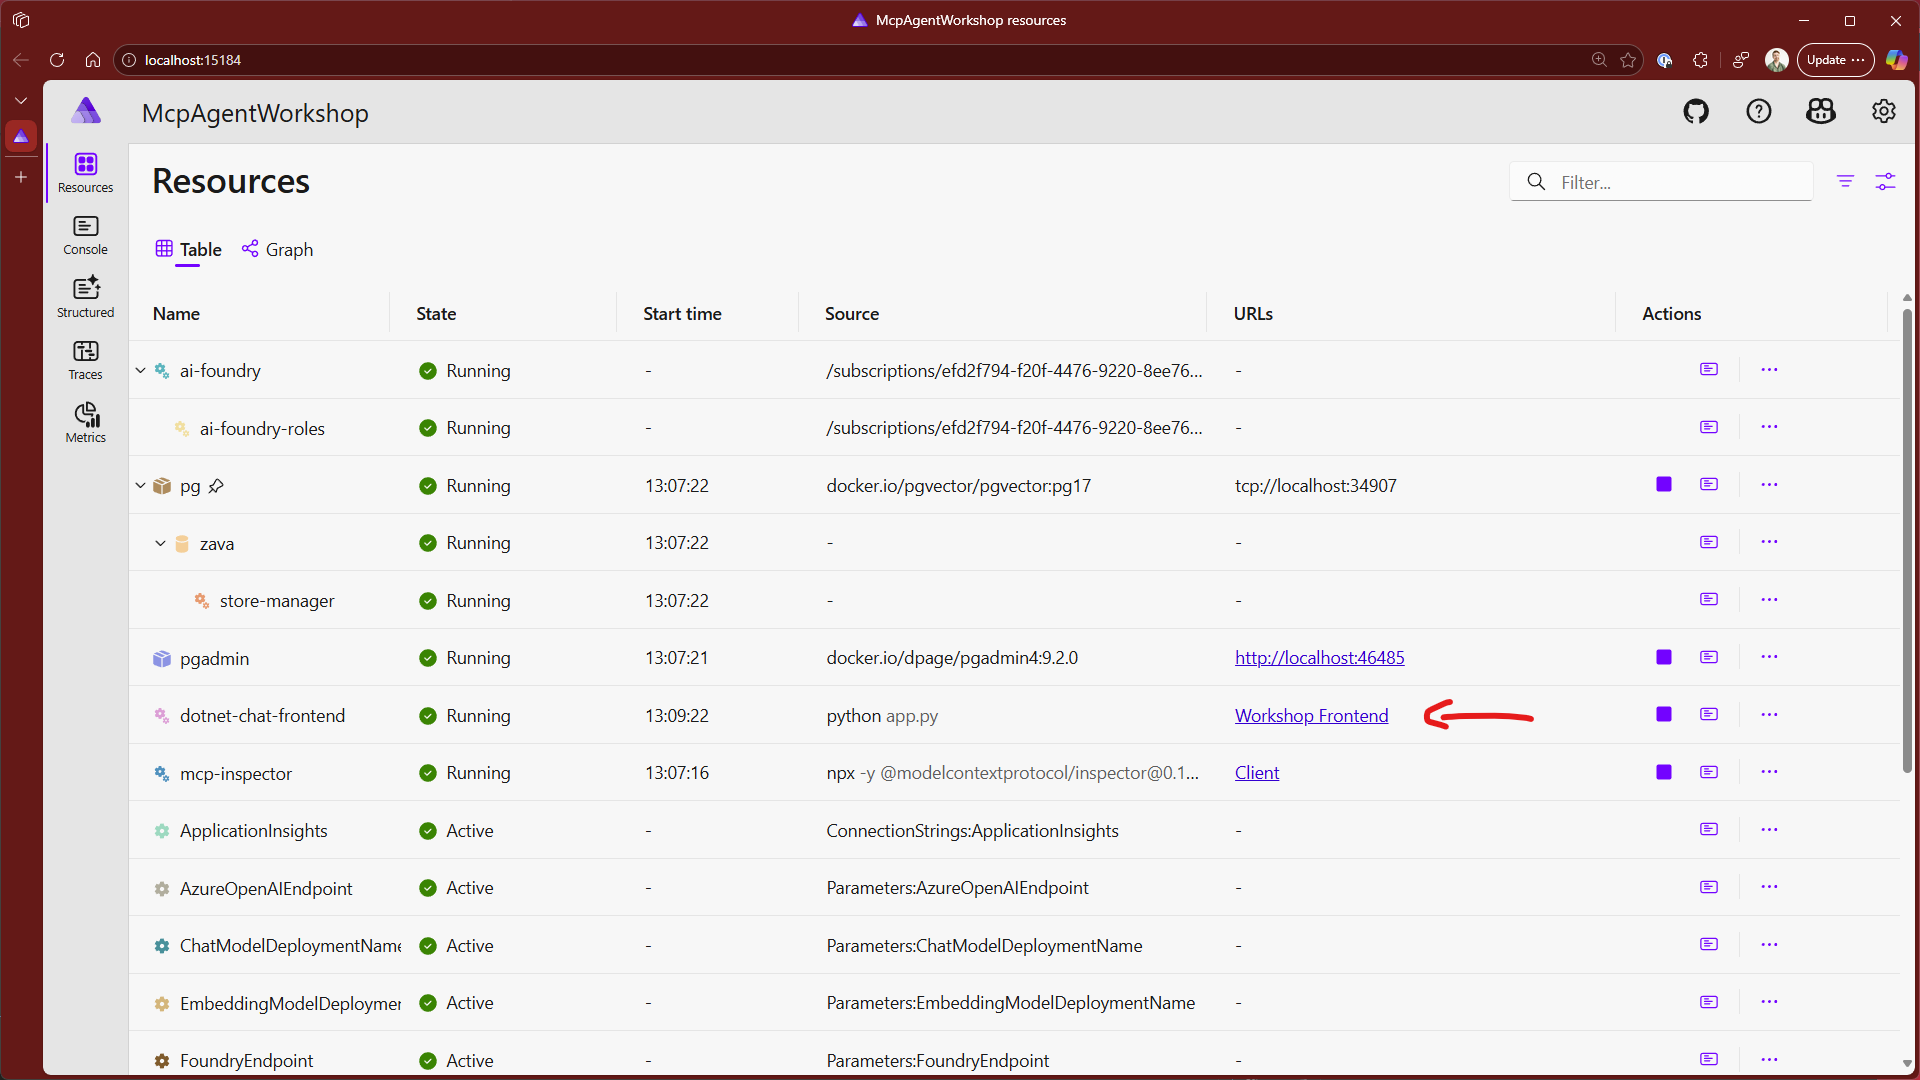 McpAgentWorkshop resources
localhost:15184
Update
McpAgentWorkshop
Resources
Console
Structured
Traces
Metrics
Resources
Filter...
Table Graph
Name State Start time Source URLs Actions
ai-foundry Running - /subscriptions/efd2f794-f20f-4476-9220-8ee76... -
ai-foundry-roles Running - /subscriptions/efd2f794-f20f-4476-9220-8ee76... -
pg Running 13:07:22 docker.io/pgvector/pgvector:pg17 tcp://localhost:34907
zava Running 13:07:22 - -
store-manager Running 13:07:22 - -
pgadmin Running 13:07:21 docker.io/dpage/pgadmin4:9.2.0 http://localhost:46485
dotnet-chat-frontend Running 13:09:22 python app.py Workshop Frontend
mcp-inspector Running 13:07:16 npx -y @modelcontextprotocol/inspector@0.1... Client
ApplicationInsights Active - ConnectionStrings:ApplicationInsights -
AzureOpenAIEndpoint Active - Parameters:AzureOpenAIEndpoint -
ChatModelDeploymentName Active - Parameters:ChatModelDeploymentName -
EmbeddingModelDeploymer Active - Parameters:EmbeddingModelDeploymentName -
FoundryEndpoint Active - Parameters:FoundryEndpoint -